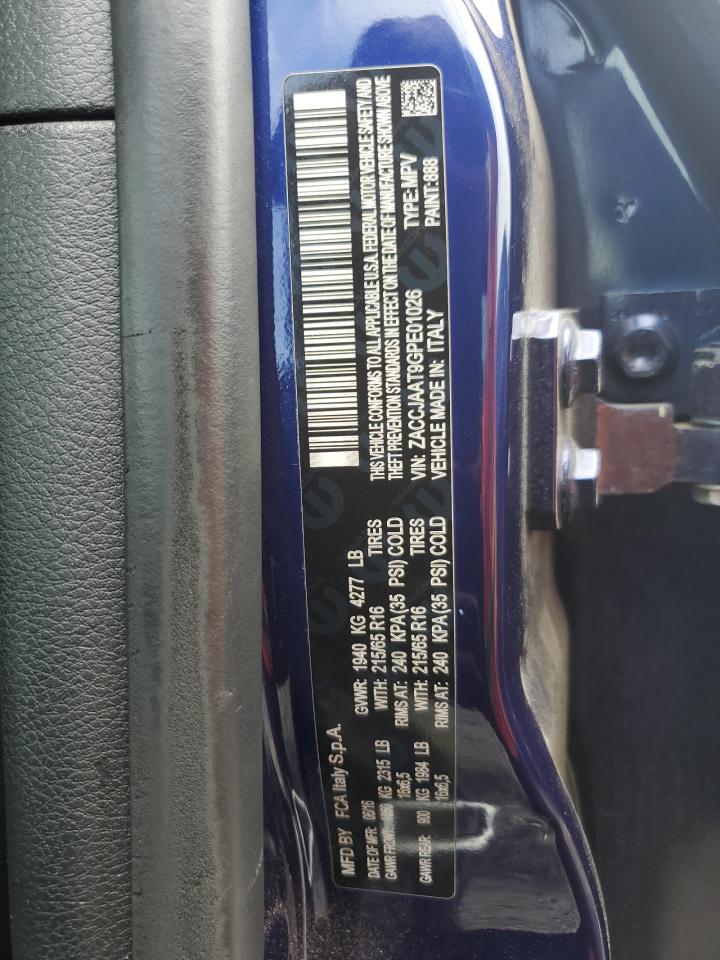 MFD BY FCA Italy S.p.A.
DATE OF MFR: 06/16 GVWR: 1940 KG 4277 LB
GAWR FRONT: KG 2315 LB WITH: 215/65 R16 TIRES
16x6,5 RIMS AT: 240 KPA(35 PSI) COLD
GAWR REAR: 900 KG 1984 LB WITH: 215/65 R16 TIRES
16x6,5 RIMS AT: 240 KPA(35 PSI) COLD
THIS VEHICLE CONFORMS TO ALL APPLICABLE U.S.A. FEDERAL MOTOR VEHICLE SAFETY AND
THEFT PREVENTION STANDARDS IN EFFECT ON THE DATE OF MANUFACTURE SHOWN ABOVE
VIN: ZACCJAAT9GPE01026 TYPE:MPV
VEHICLE MADE IN: ITALY PAINT:888